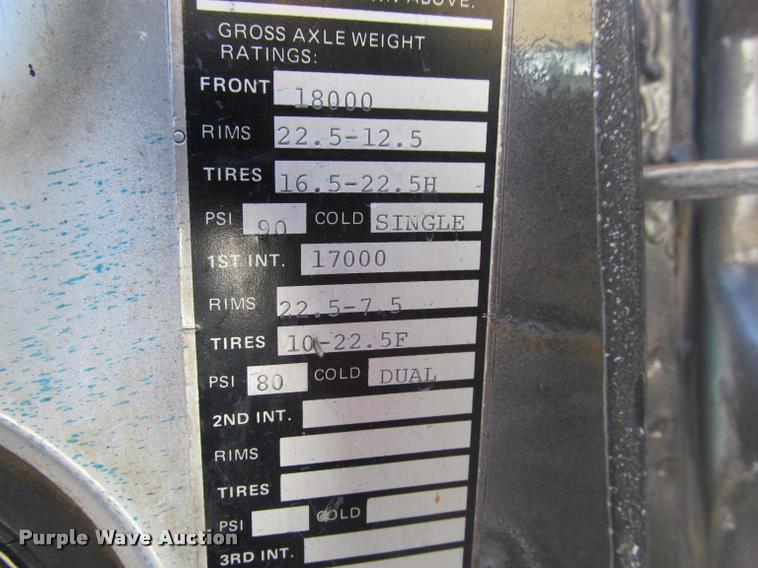 GROSS AXLE WEIGHT
RATINGS:
FRONT 18000
RIMS 22.5-12.5
TIRES 16.5-22.5H
PSI 90 COLD SINGLE
1ST INT. 17000
RIMS 22.5-7.5
TIRES 10-22.5F
PSI 80 COLD DUAL
2ND INT.
RIMS
TIRES
PSI COLD
3RD INT.
Purple Wave Auction